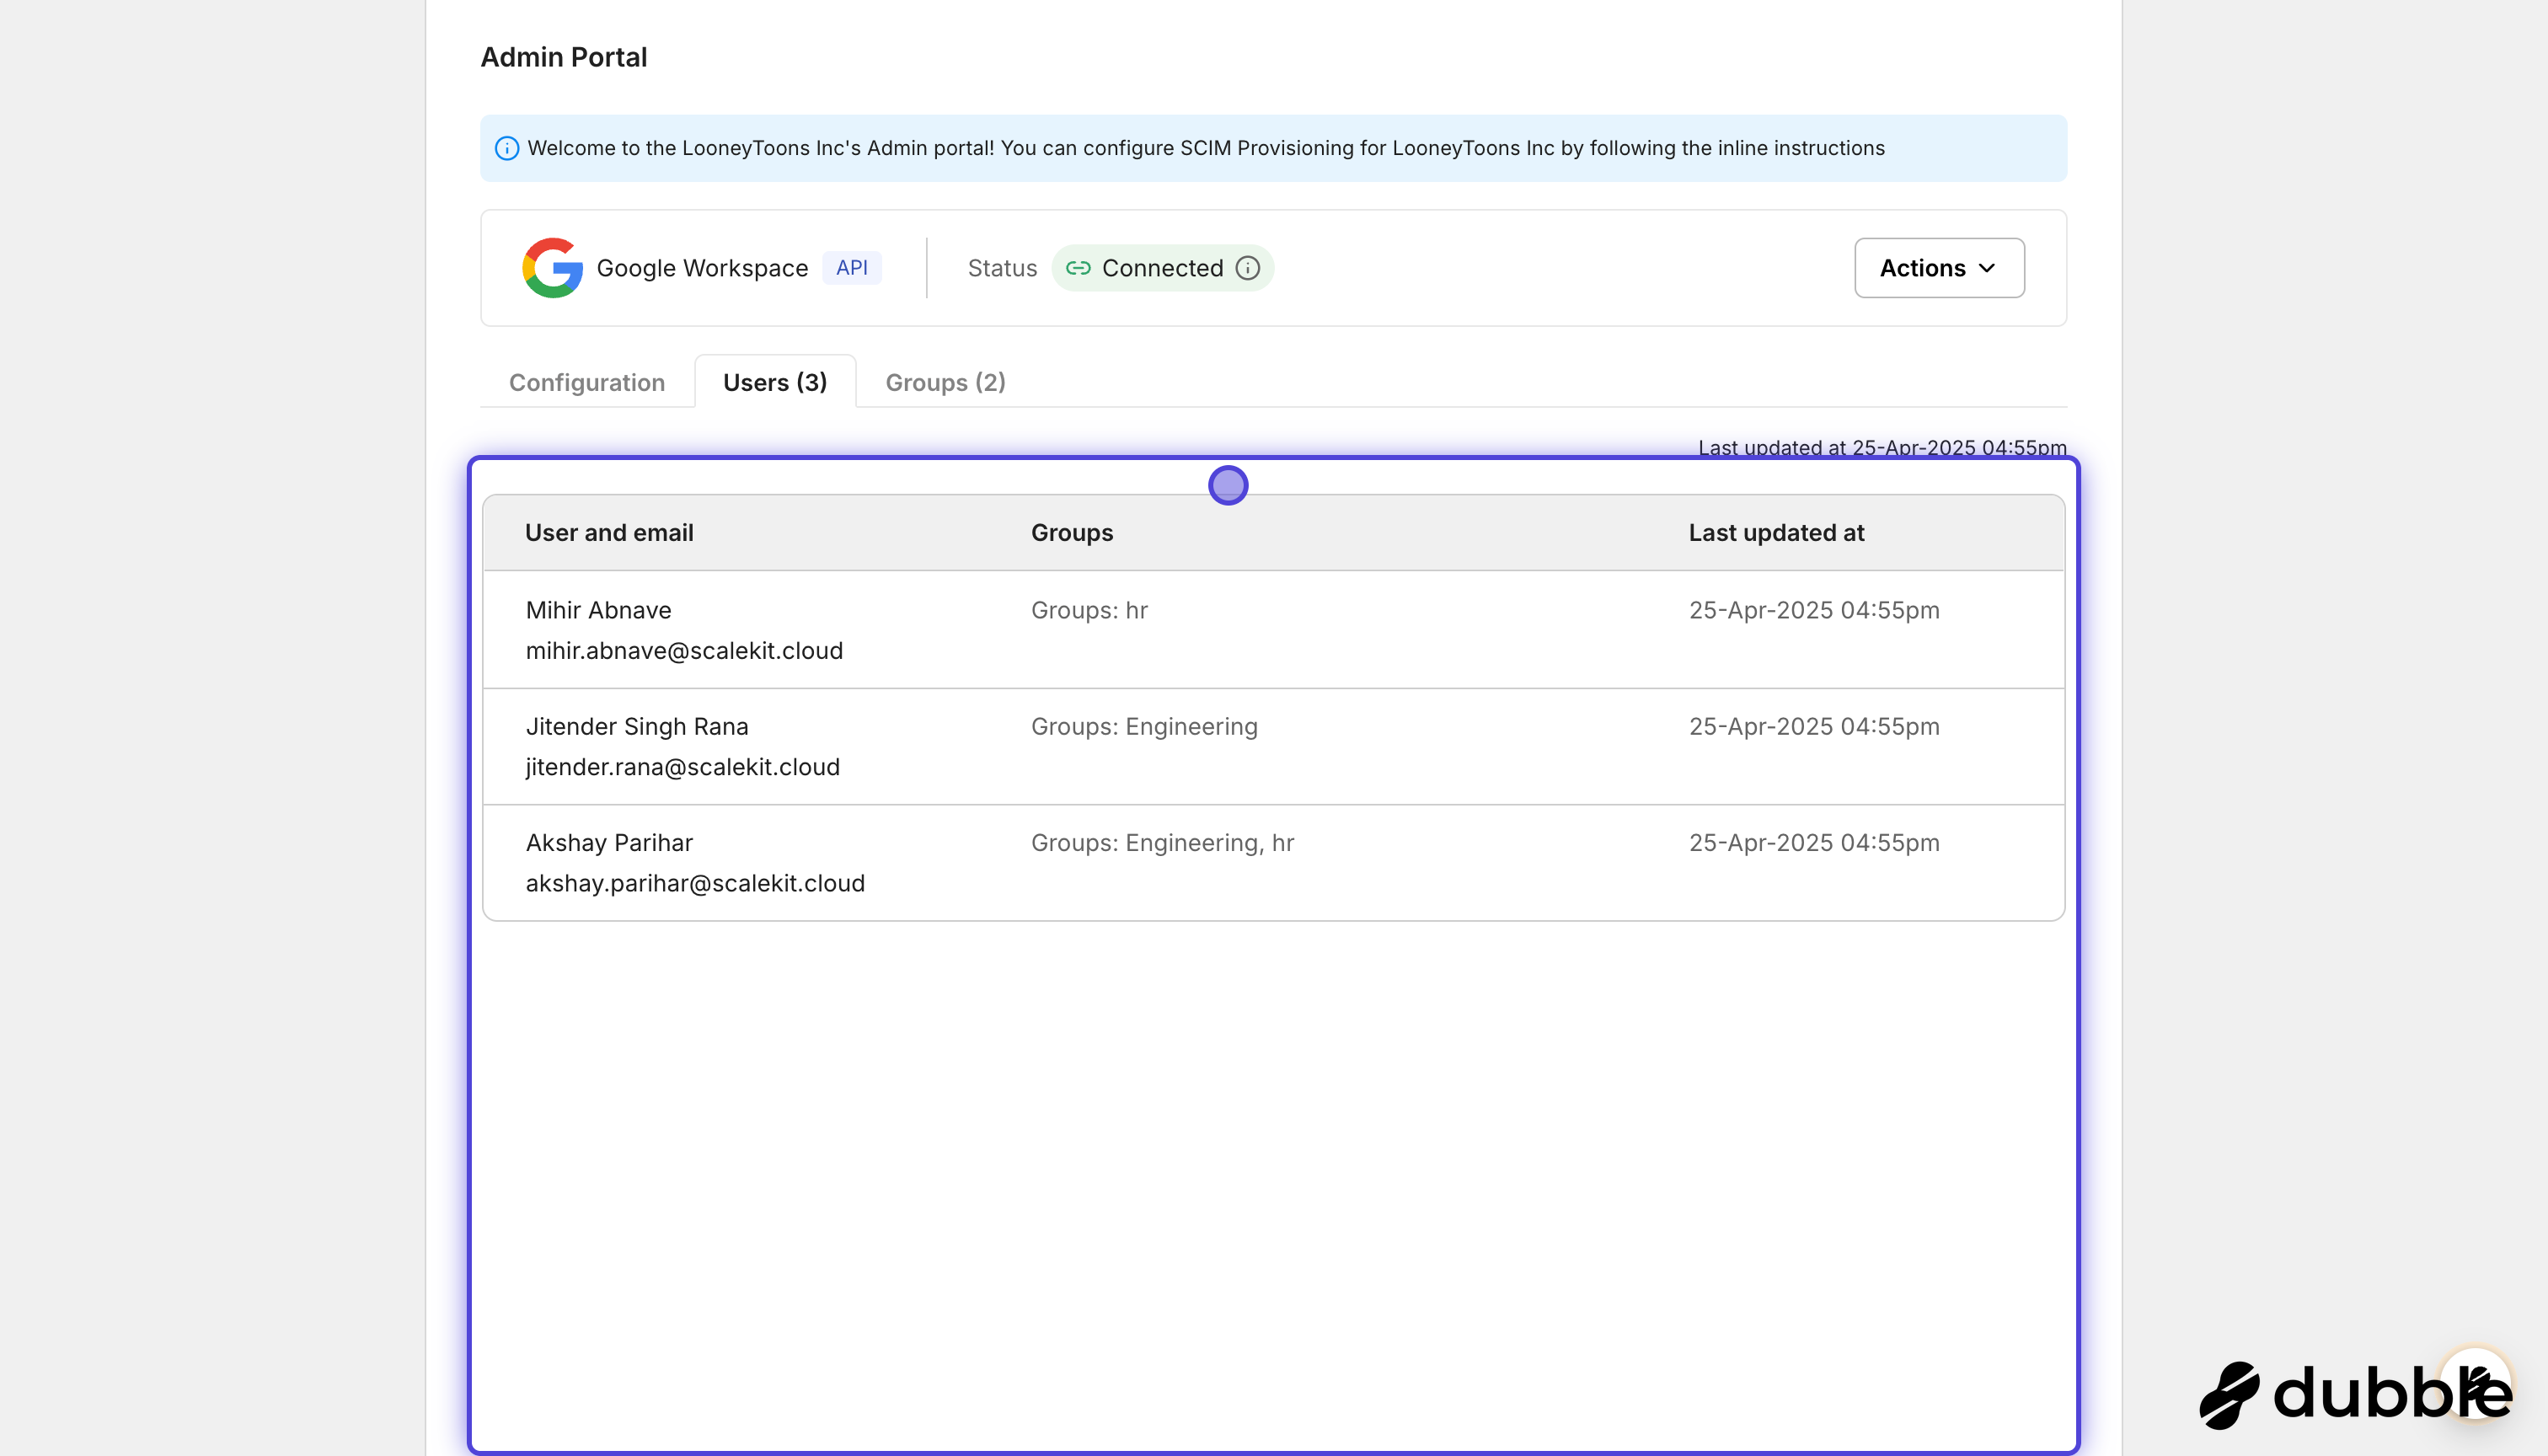 Admin Portal
Welcome to the LooneyToons Inc's Admin portal! You can configure SCIM Provisioning for LooneyToons Inc by following the inline instructions
Google Workspace API Status Connected Actions
Configuration Users (3) Groups (2)
Last updated at 25-Apr-2025 04:55pm
User and email Groups Last updated at
Mihir Abnave Groups: hr 25-Apr-2025 04:55pm
mihir.abnave@scalekit.cloud
Jitender Singh Rana Groups: Engineering 25-Apr-2025 04:55pm
jitender.rana@scalekit.cloud
Akshay Parihar Groups: Engineering, hr 25-Apr-2025 04:55pm
akshay.parihar@scalekit.cloud
dubble